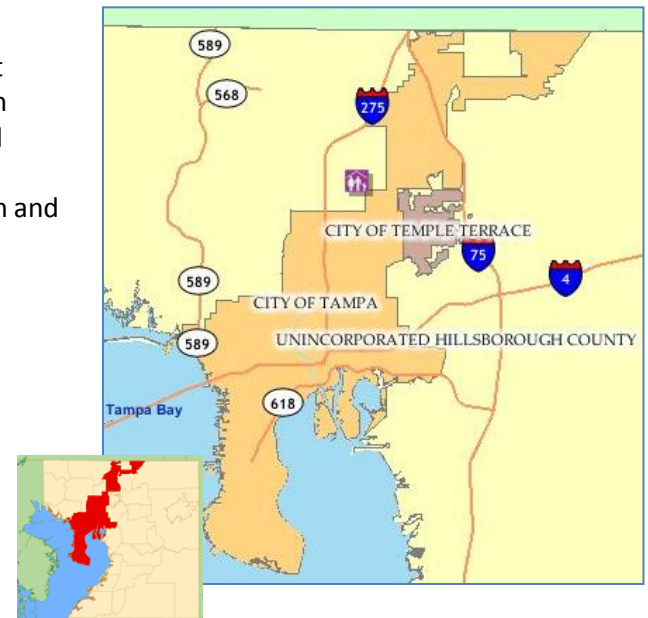 t
n
l
n and
589
568
275
CITY OF TEMPLE TERRACE
75
4
589
CITY OF TAMPA
589
UNINCORPORATED HILLSBOROUGH COUNTY
618
Tampa Bay